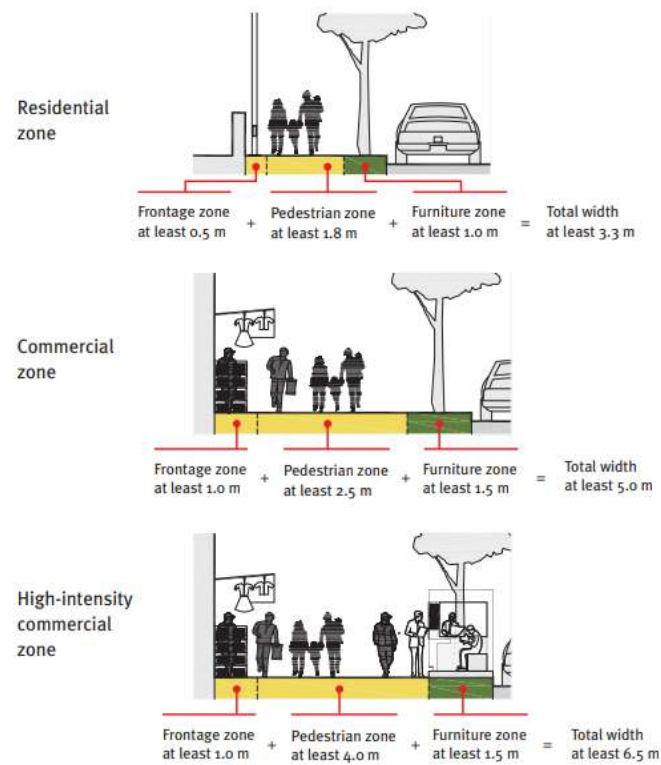 Residential
zone
Frontage zone
at least 0.5 m
+
Pedestrian zone
at least 1.8 m
+
Furniture zone
at least 1.0 m
=
Total width
at least 3.3 m
Commercial
zone
Frontage zone
at least 1.0 m
+
Pedestrian zone
at least 2.5 m
+
Furniture zone
at least 1.5 m
=
Total width
at least 5.0 m
High-intensity
commercial
zone
Frontage zone
at least 1.0 m
+
Pedestrian zone
at least 4.0 m
+
Furniture zone
at least 1.5 m
=
Total width
at least 6.5 m